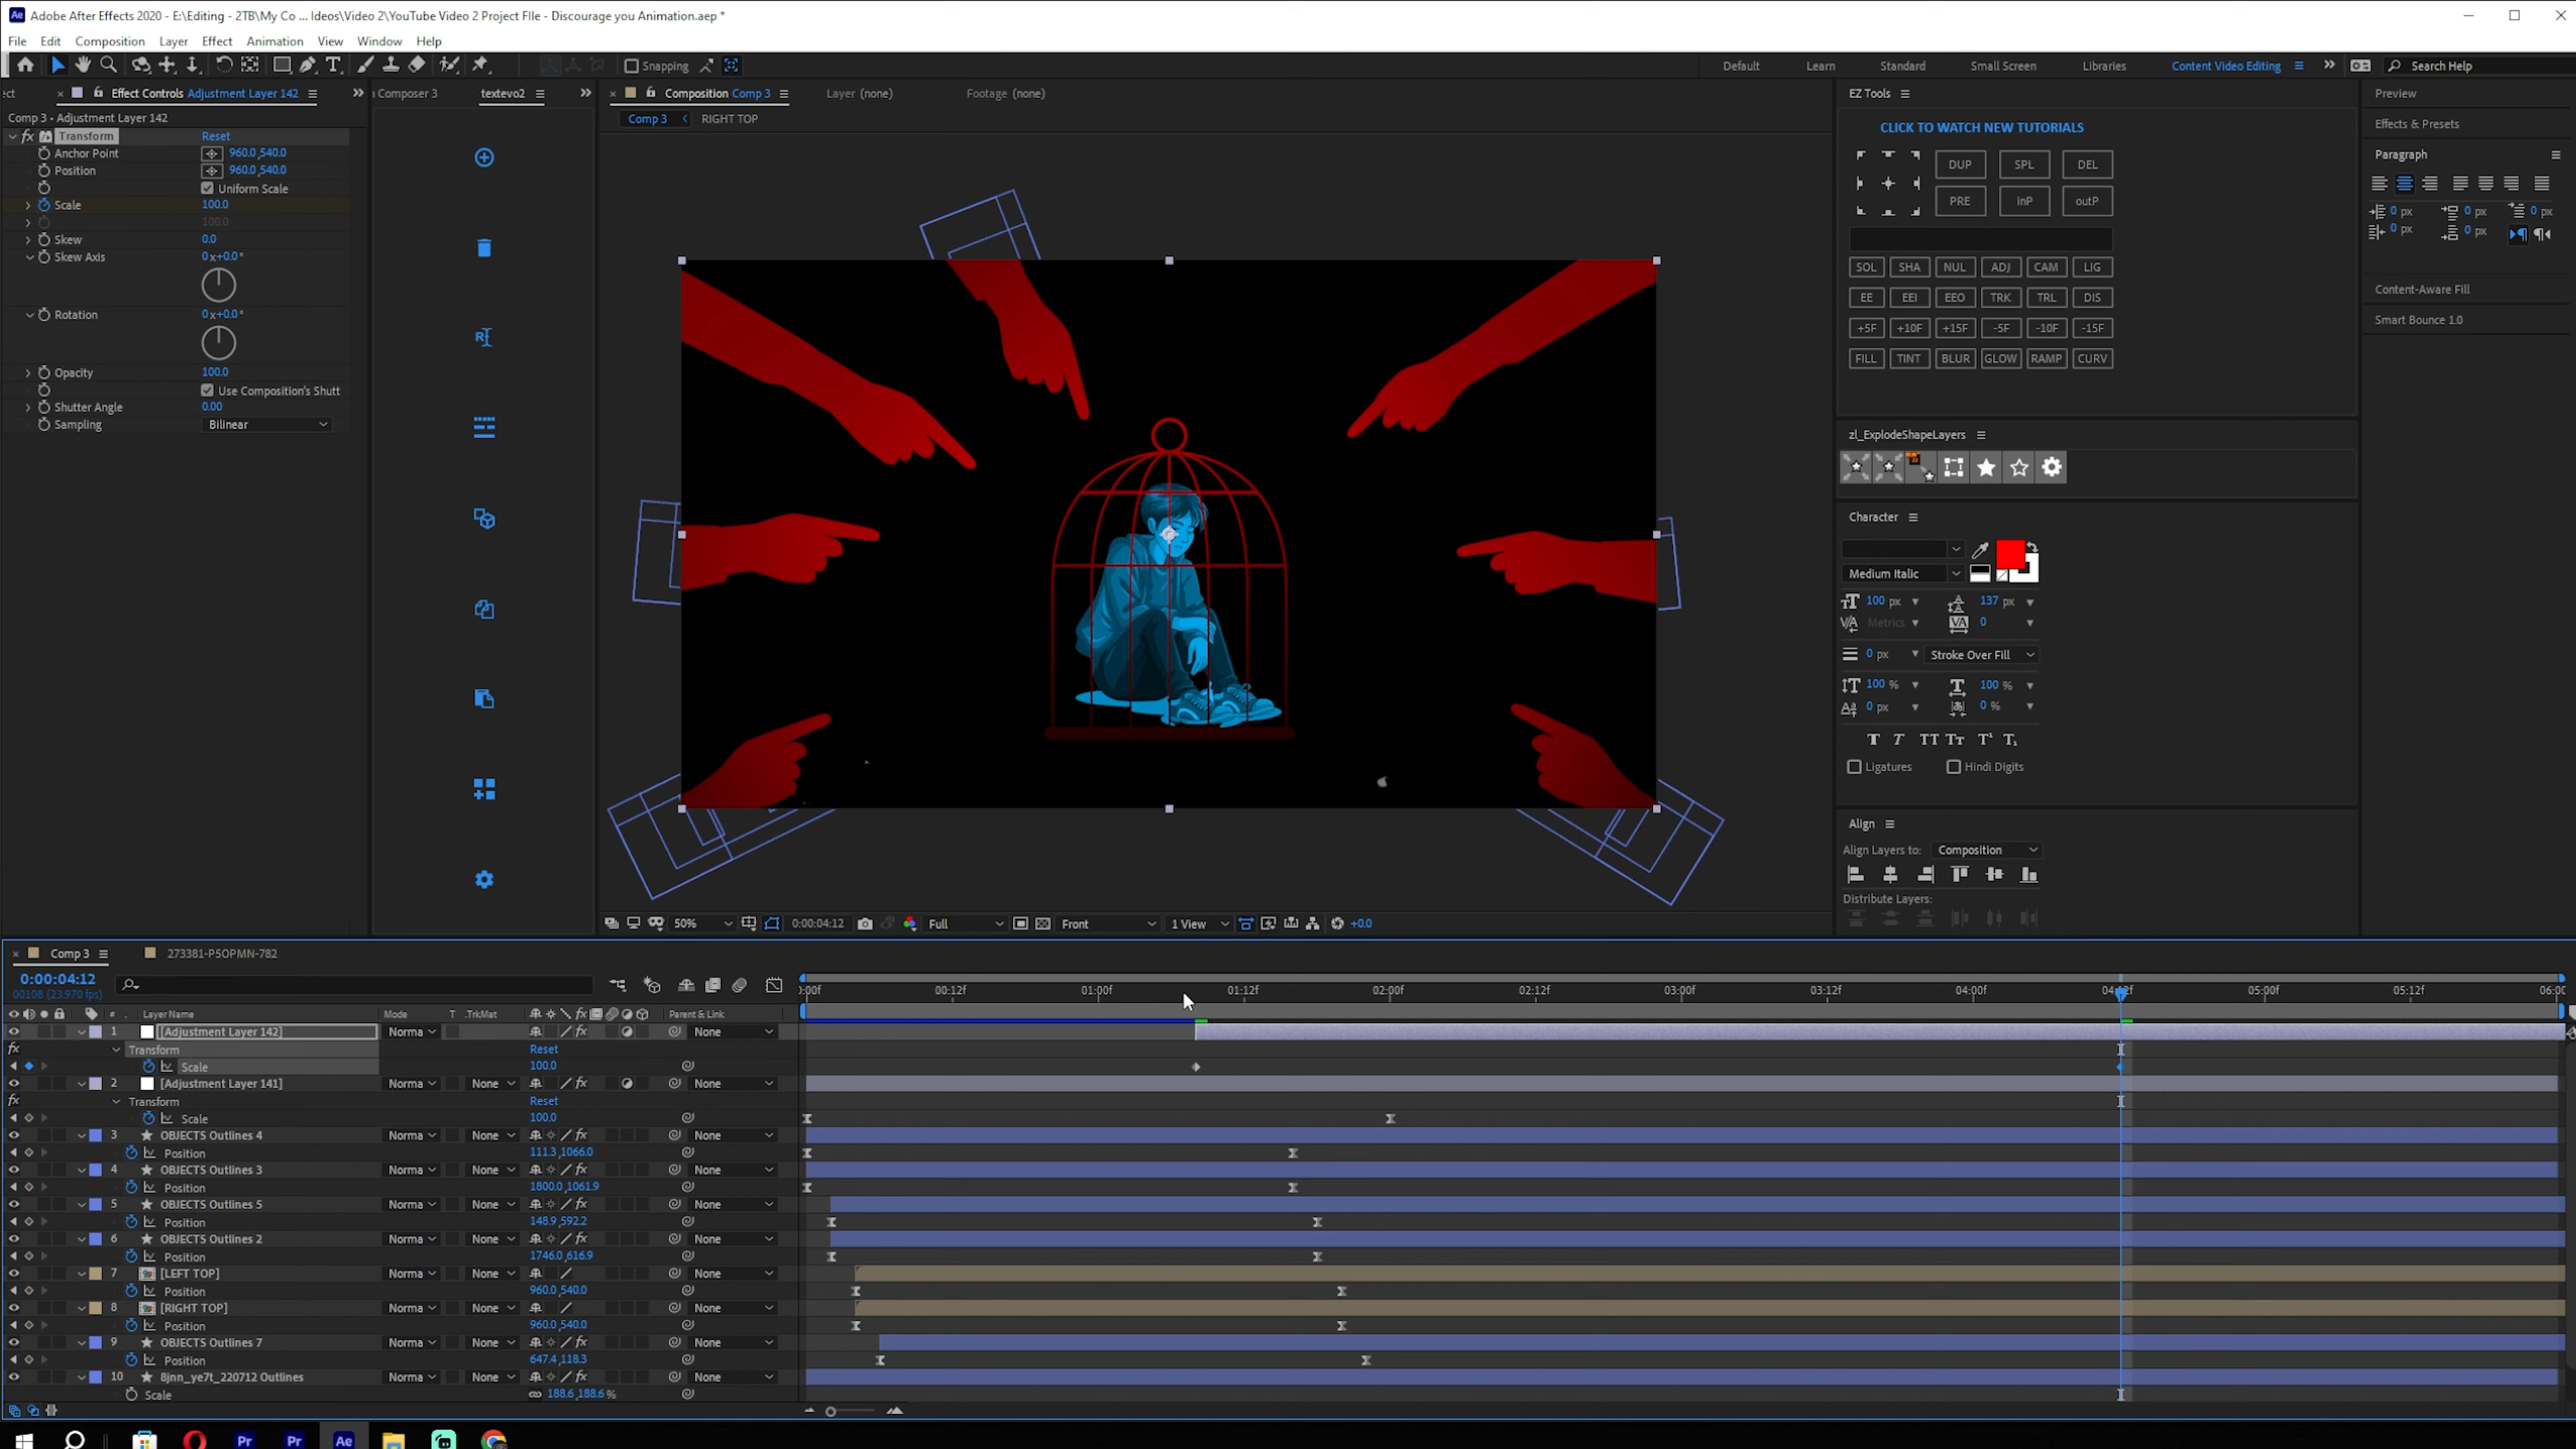 Adobe After Effects 2020 - E:\Editing - 2TB\My Co ... Ideos\Video 2\YouTube Video 2 Project FIle - Discourage you Animation.aep *
File Edit Composition Layer Effect Animation View Window Help
Snapping
Default Learn Standard Small Screen Libraries Content Video Editing Search Help
ect Effect Controls Adjustment Layer 142
Composer 3 textevo2
Composition Comp 3 Layer (none) Footage (none)
Comp 3 RIGHT TOP
Comp 3 - Adjustment Layer 142
fx Transform Reset
Anchor Point 960.0,540.0
Position 960.0,540.0
Uniform Scale
Scale 100.0
100.0
Skew 0.0
Skew Axis 0x+0.0°
Rotation 0x+0.0°
Opacity 100.0
Use Composition's Shutt
Shutter Angle 0.00
Sampling Bilinear
50% 0:00:04:12 Full Front 1 View +0.0
EZ Tools
CLICK TO WATCH NEW TUTORIALS
DUP SPL DEL
PRE inP outP
SOL SHA NUL ADJ CAM LIG
EE EEI EEO TRK TRL DIS
+5F +10F +15F -5F -10F -15F
FILL TINT BLUR GLOW RAMP CURV
zl_ExplodeShapeLayers
Character
Medium Italic
100 px 137 px
Metrics 0
0 px Stroke Over Fill
100 % 100 %
0 px 0 %
Ligatures Hindi Digits
Align
Align Layers to: Composition
Distribute Layers:
Preview
Effects & Presets
Paragraph
0 px 0 px 0 px
0 px 0 px
Content-Aware Fill
Smart Bounce 1.0
Comp 3 273381-P5OPMN-782
0:00:04:12
00108 (23.970 fps)
:00f 00:12f 01:00f 01:12f 02:00f 02:12f 03:00f 03:12f 04:00f 05:00f 05:12f
# Layer Name Mode T .TrkMat Parent & Link
1 [Adjustment Layer 142] Norma None
fx Transform Reset
Scale 100.0
2 [Adjustment Layer 141] Norma None None
fx Transform Reset
Scale 100.0
3 OBJECTS Outlines 4 Norma None None
Position 111.3,1066.0
4 OBJECTS Outlines 3 Norma None None
Position 1800.0,1061.9
5 OBJECTS Outlines 5 Norma None None
Position 148.9,592.2
6 OBJECTS Outlines 2 Norma None None
Position 1746.0,616.9
7 [LEFT TOP] Norma None None
Position 960.0,540.0
8 [RIGHT TOP] Norma None None
Position 960.0,540.0
9 OBJECTS Outlines 7 Norma None None
Position 647.4,118.3
10 8jnn_ye7t_220712 Outlines Norma None None
Scale 188.6,188.6%
Pr Pr Ae